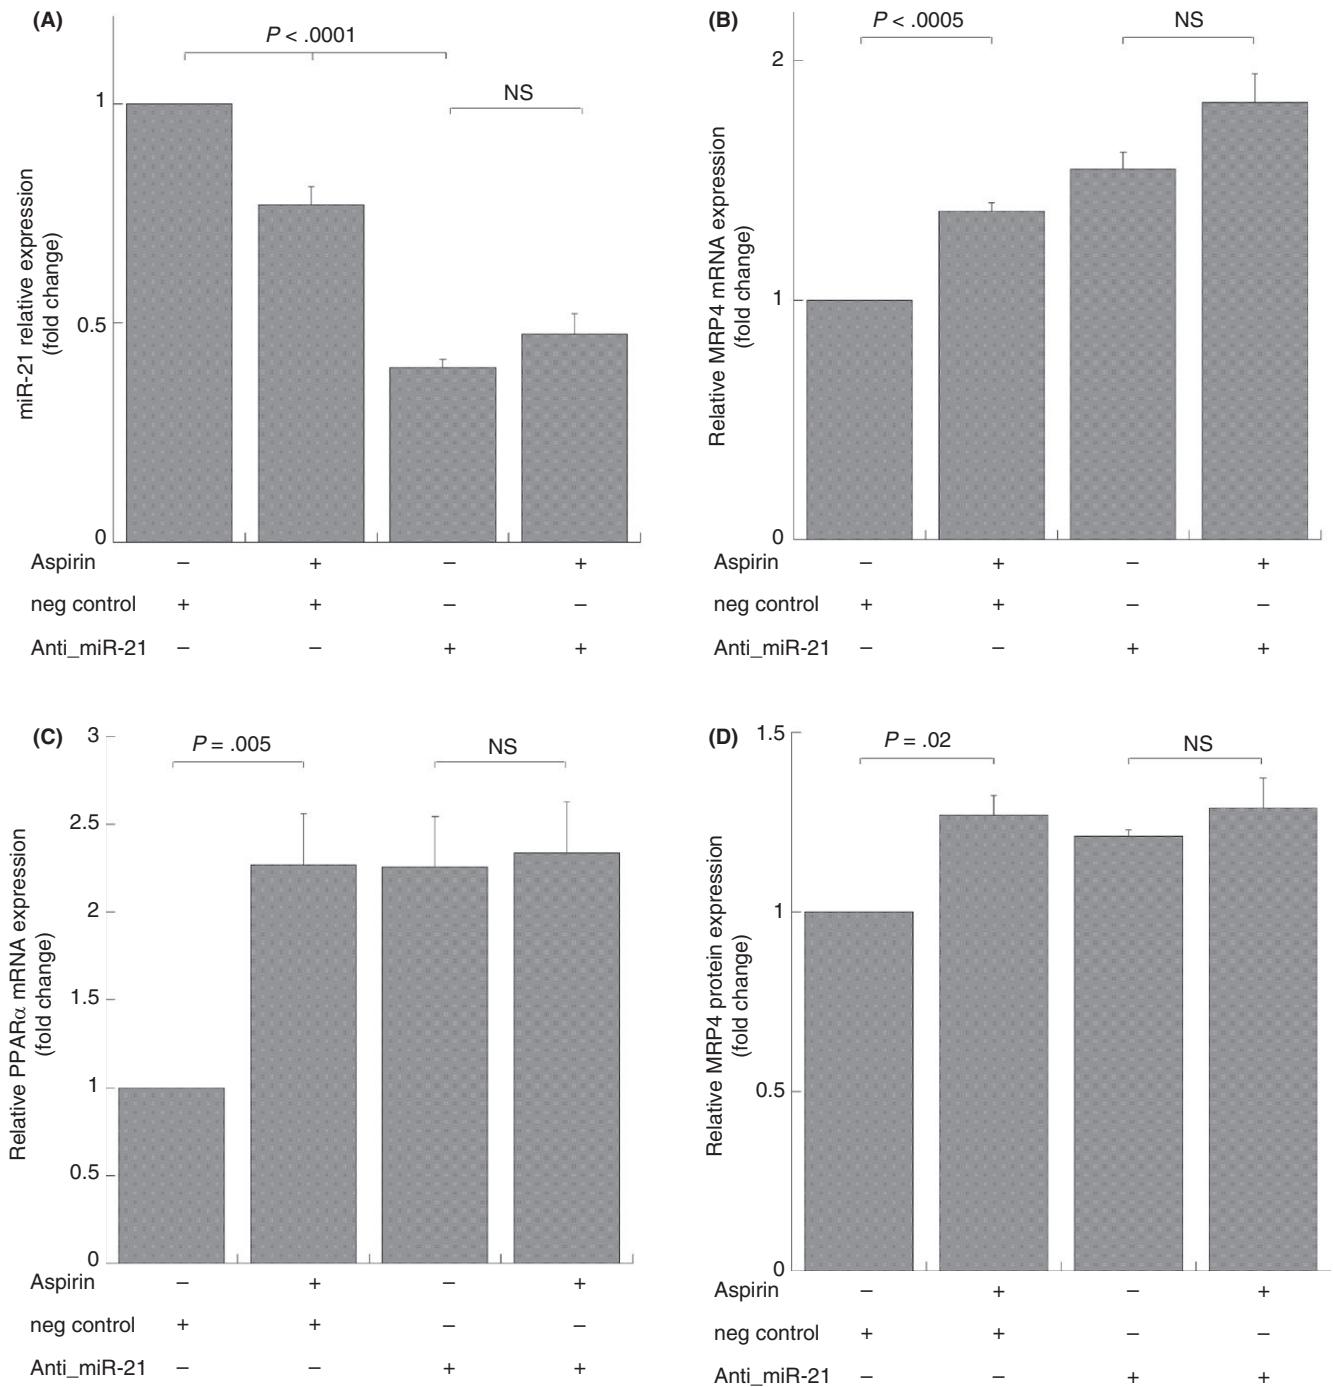 (A)
P < .0001
NS
miR-21 relative expression
(fold change)
1
0.5
0
Aspirin – + – +
neg control + + – –
Anti_miR-21 – – + +
(B)
P < .0005
NS
Relative MRP4 mRNA expression
(fold change)
2
1
0
Aspirin – + – +
neg control + + – –
Anti_miR-21 – – + +
(C)
P = .005
NS
Relative PPARα mRNA expression
(fold change)
3
2.5
2
1.5
1
0.5
0
Aspirin – + – +
neg control + + – –
Anti_miR-21 – – + +
(D)
P = .02
NS
Relative MRP4 protein expression
(fold change)
1.5
1
0.5
0
Aspirin – + – +
neg control + + – –
Anti_miR-21 – – + +